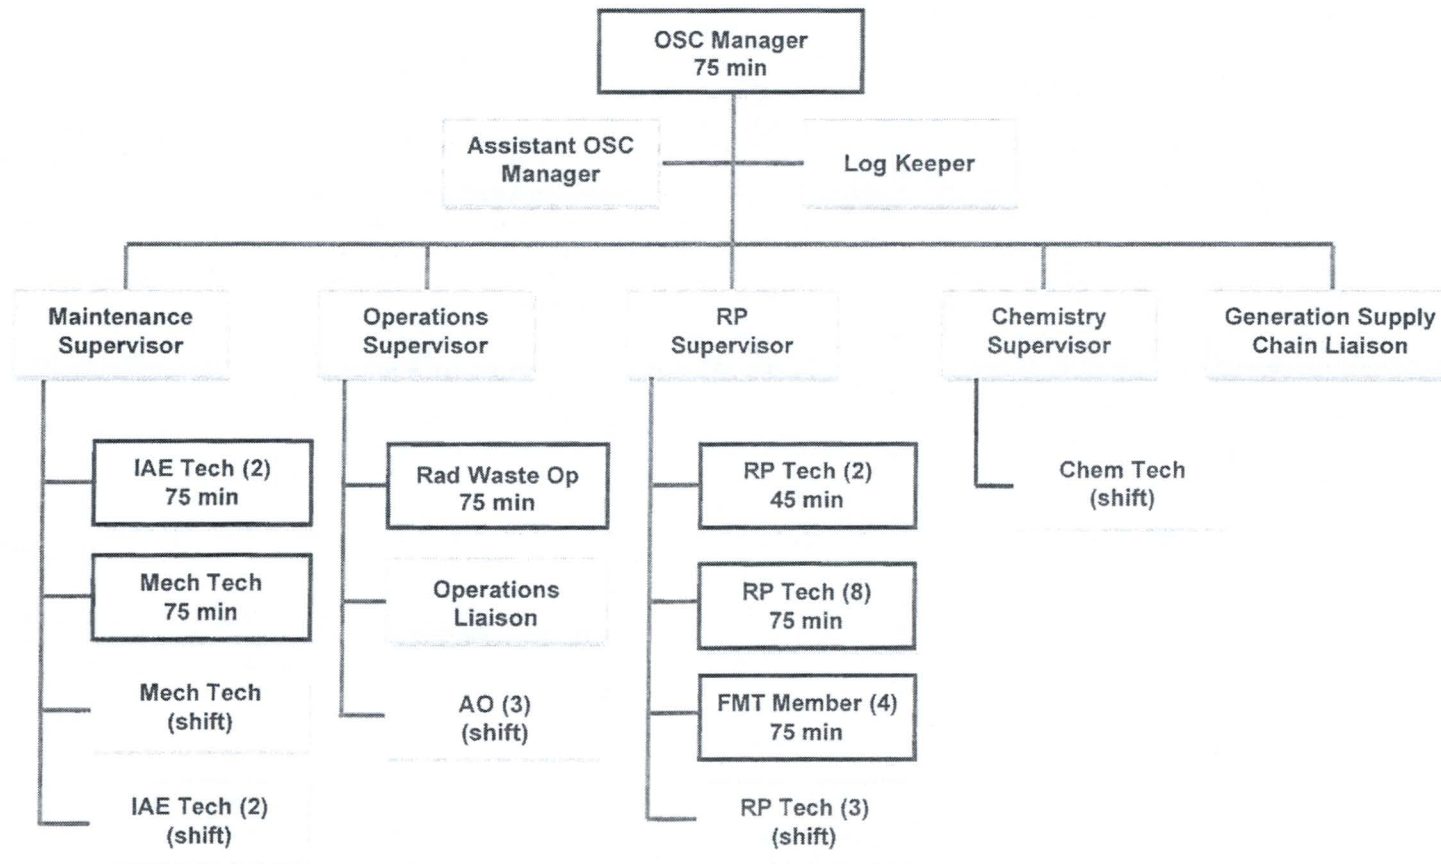 OSC Manager
75 min
Assistant OSC
Manager
Log Keeper
Maintenance
Supervisor
Operations
Supervisor
RP
Supervisor
Chemistry
Supervisor
Generation Supply
Chain Liaison
IAE Tech (2)
75 min
Mech Tech
75 min
Mech Tech
(shift)
IAE Tech (2)
(shift)
Rad Waste Op
75 min
Operations
Liaison
AO (3)
(shift)
RP Tech (2)
45 min
RP Tech (8)
75 min
FMT Member (4)
75 min
RP Tech (3)
(shift)
Chem Tech
(shift)